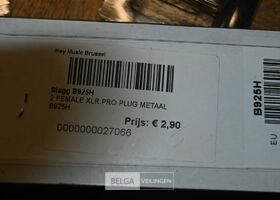 Key Music Brussel
Stagg B925H
2 FEMALE XLR PRO PLUG METAAL
B925H
Prijs: € 2,90
0000000027066
B925H
EU
BELGA VEILINGEN